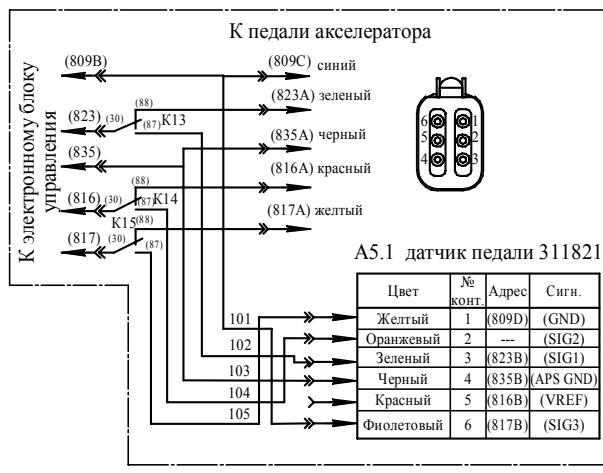 К педали акселератора
(809В) (809С) синий
(88) (823А) зеленый
(823) (30) (87) К13
(835А) черный
(835)
(88) (816А) красный
(816) (30) (87) К14
(817А) желтый
К15 (88)
(817) (30) (87)
К электронному блоку
управления
6 1
5 2
4 3
А5.1 датчик педали 311821
Цвет № конт. Адрес Сигн.
101 Желтый 1 (809D) (GND)
Оранжевый 2 --- (SIG2)
102 Зеленый 3 (823В) (SIG1)
103 Черный 4 (835В) (APS GND)
104 Красный 5 (816В) (VREF)
105 Фиолетовый 6 (817В) (SIG3)